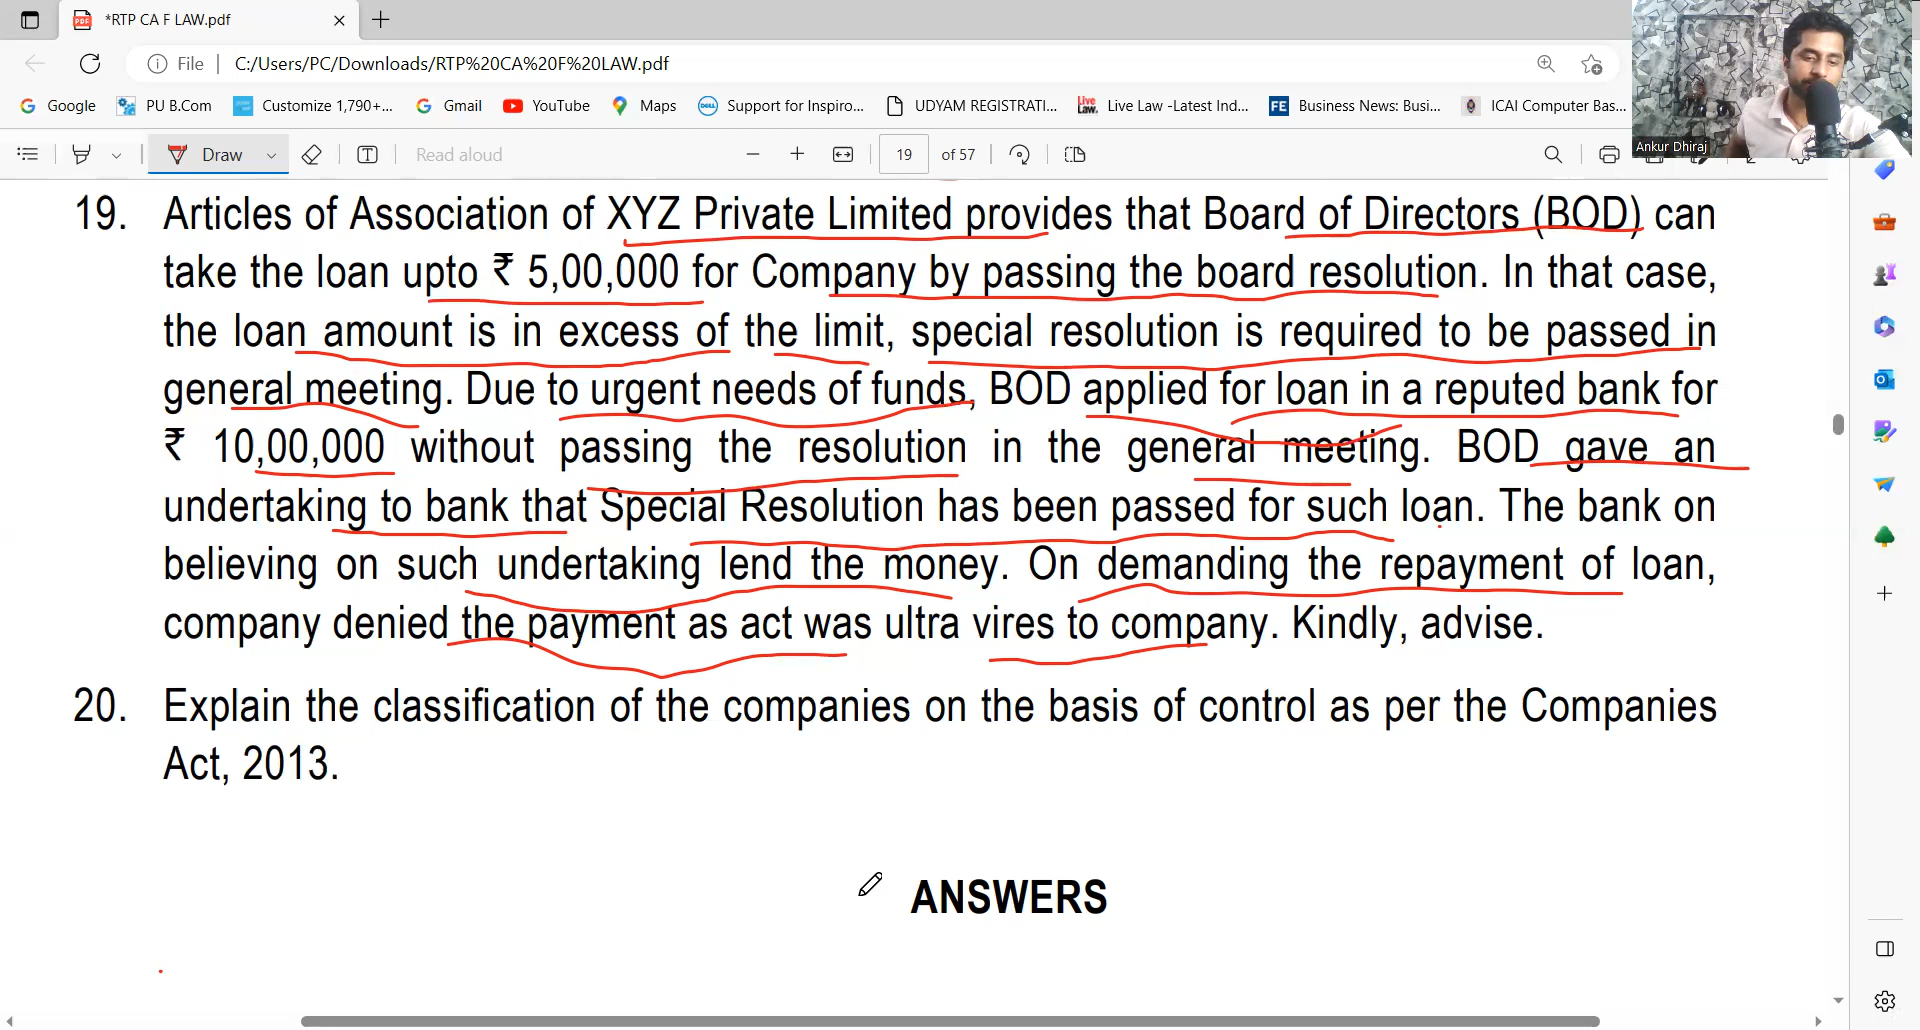 *RTP CA F LAW.pdf
File
C:/Users/PC/Downloads/RTP%20CA%20F%20LAW.pdf
Google PU B.Com Customize 1,790+... Gmail YouTube Maps Support for Inspiro... UDYAM REGISTRATI... Live Law -Latest Ind... Business News: Busi... ICAI Computer Bas...
Draw Read aloud 19 of 57
Ankur Dhiraj
19. Articles of Association of XYZ Private Limited provides that Board of Directors (BOD) can
take the loan upto ₹ 5,00,000 for Company by passing the board resolution. In that case,
the loan amount is in excess of the limit, special resolution is required to be passed in
general meeting. Due to urgent needs of funds, BOD applied for loan in a reputed bank for
₹ 10,00,000 without passing the resolution in the general meeting. BOD gave an
undertaking to bank that Special Resolution has been passed for such loan. The bank on
believing on such undertaking lend the money. On demanding the repayment of loan,
company denied the payment as act was ultra vires to company. Kindly, advise.
20. Explain the classification of the companies on the basis of control as per the Companies
Act, 2013.
ANSWERS